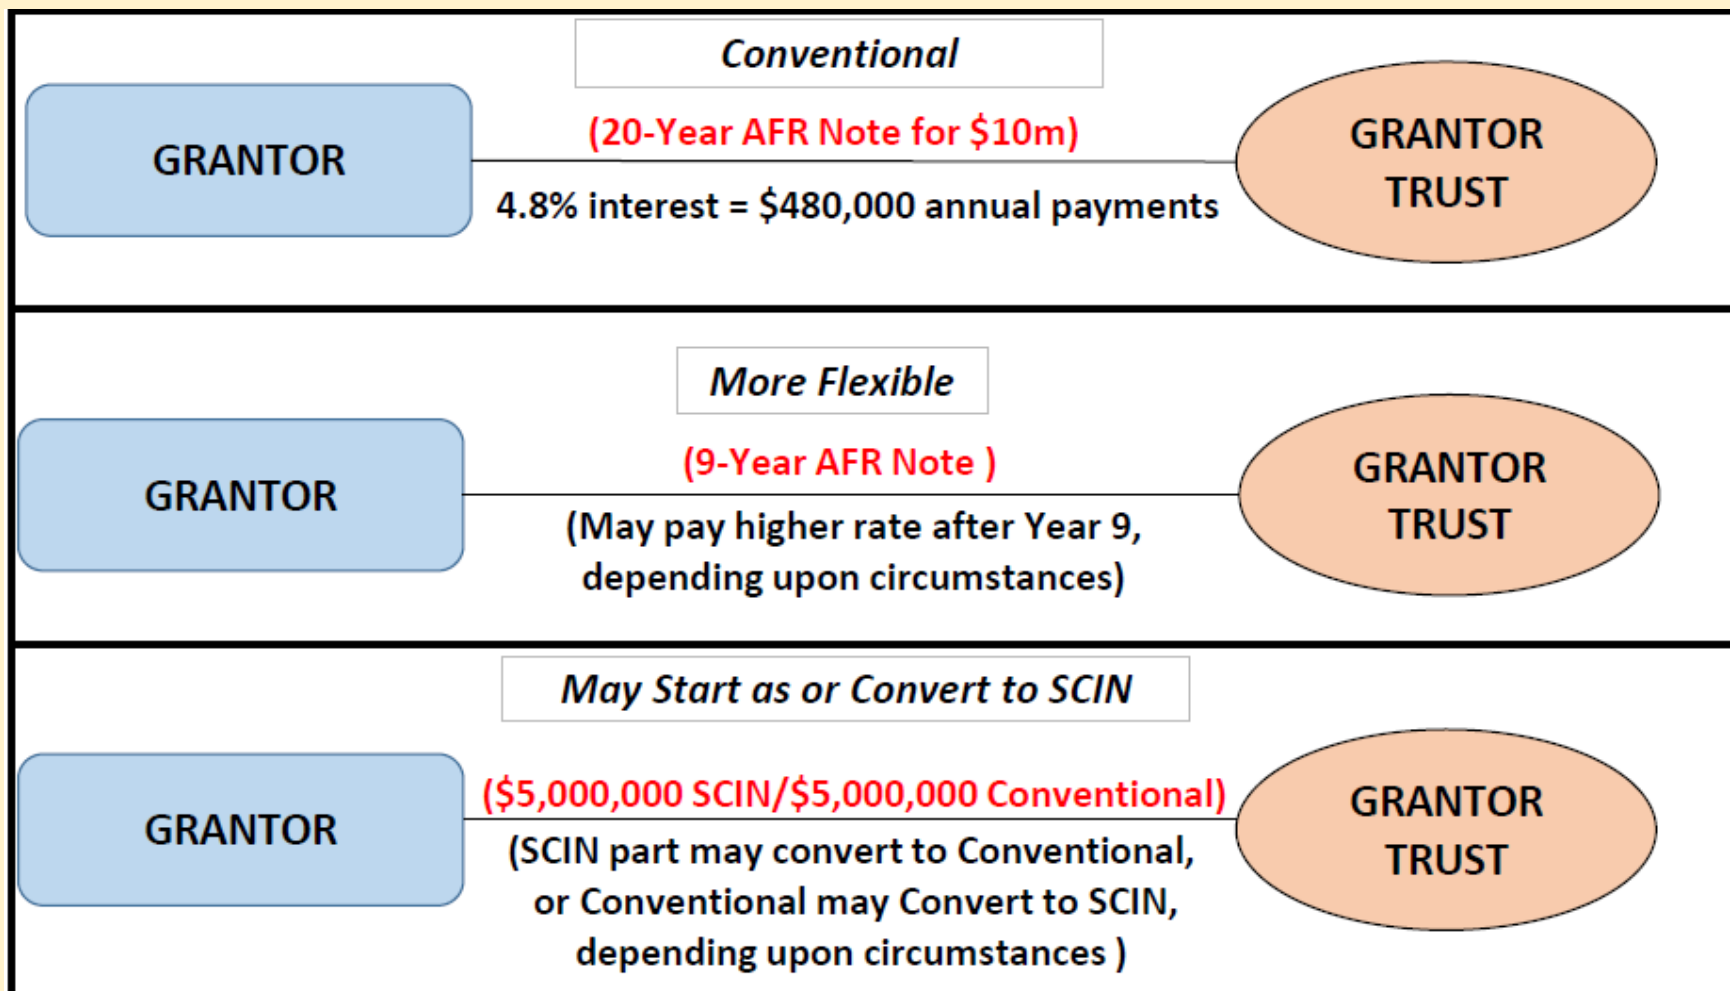 Conventional
GRANTOR
(20-Year AFR Note for $10m)
4.8% interest = $480,000 annual payments
GRANTOR
TRUST
More Flexible
GRANTOR
(9-Year AFR Note )
(May pay higher rate after Year 9,
depending upon circumstances)
GRANTOR
TRUST
May Start as or Convert to SCIN
GRANTOR
($5,000,000 SCIN/$5,000,000 Conventional)
(SCIN part may convert to Conventional,
or Conventional may Convert to SCIN,
depending upon circumstances )
GRANTOR
TRUST